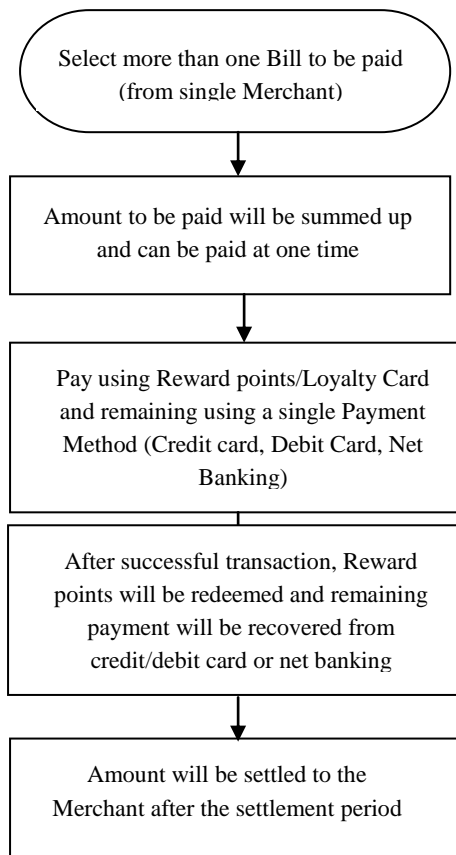 Select more than one Bill to be paid
(from single Merchant)
Amount to be paid will be summed up
and can be paid at one time
Pay using Reward points/Loyalty Card
and remaining using a single Payment
Method (Credit card, Debit Card, Net
Banking)
After successful transaction, Reward
points will be redeemed and remaining
payment will be recovered from
credit/debit card or net banking
Amount will be settled to the
Merchant after the settlement period